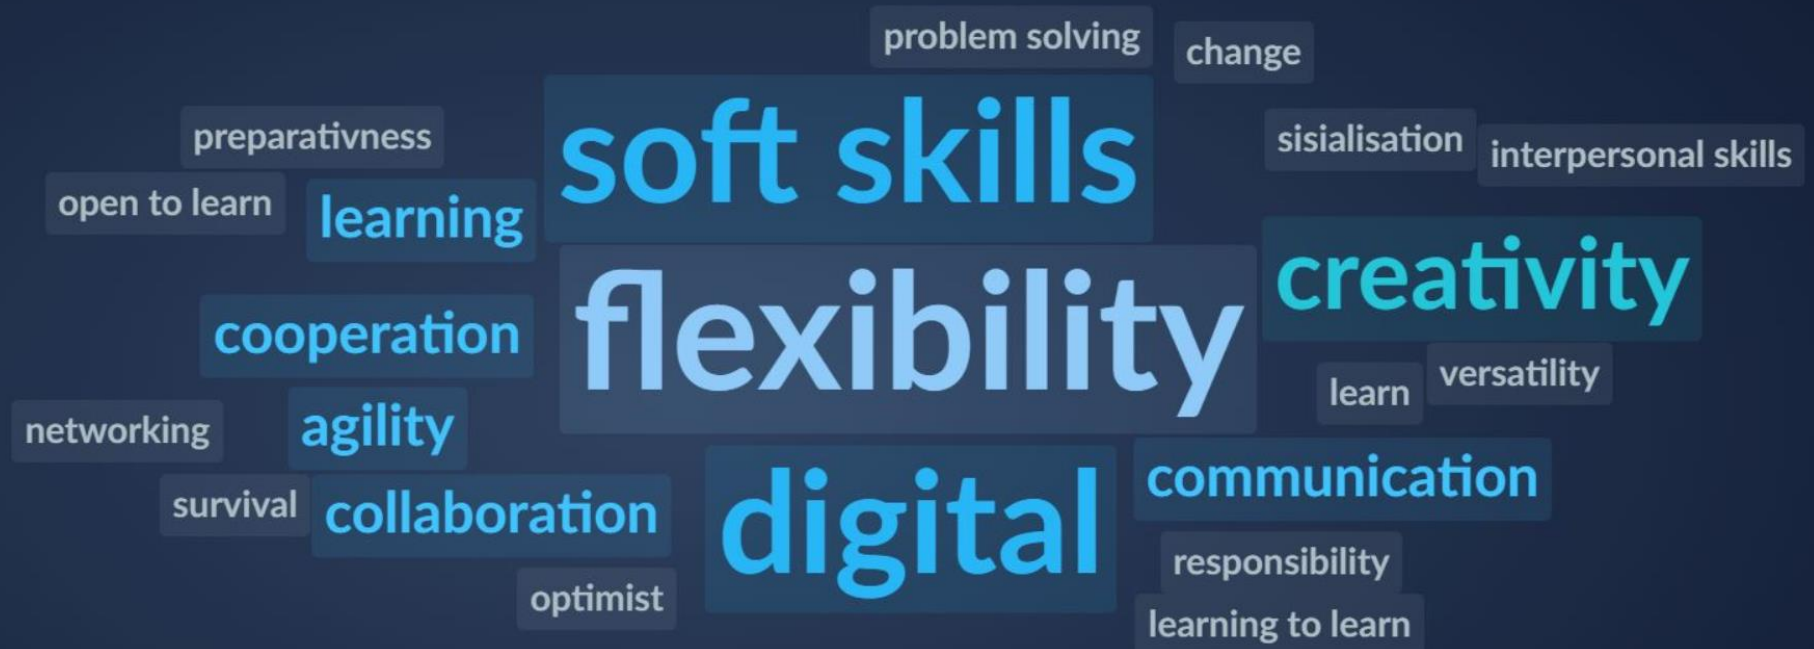 problem solving
change
preparativness
soft skills
sisialisation
interpersonal skills
open to learn
learning
creativity
cooperation
flexibility
versatility
learn
networking
agility
communication
survival
collaboration
digital
responsibility
optimist
learning to learn